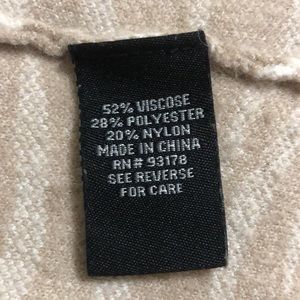 52% VISCOSE
28% POLYESTER
20% NYLON
MADE IN CHINA
RN# 93178
SEE REVERSE
FOR CARE